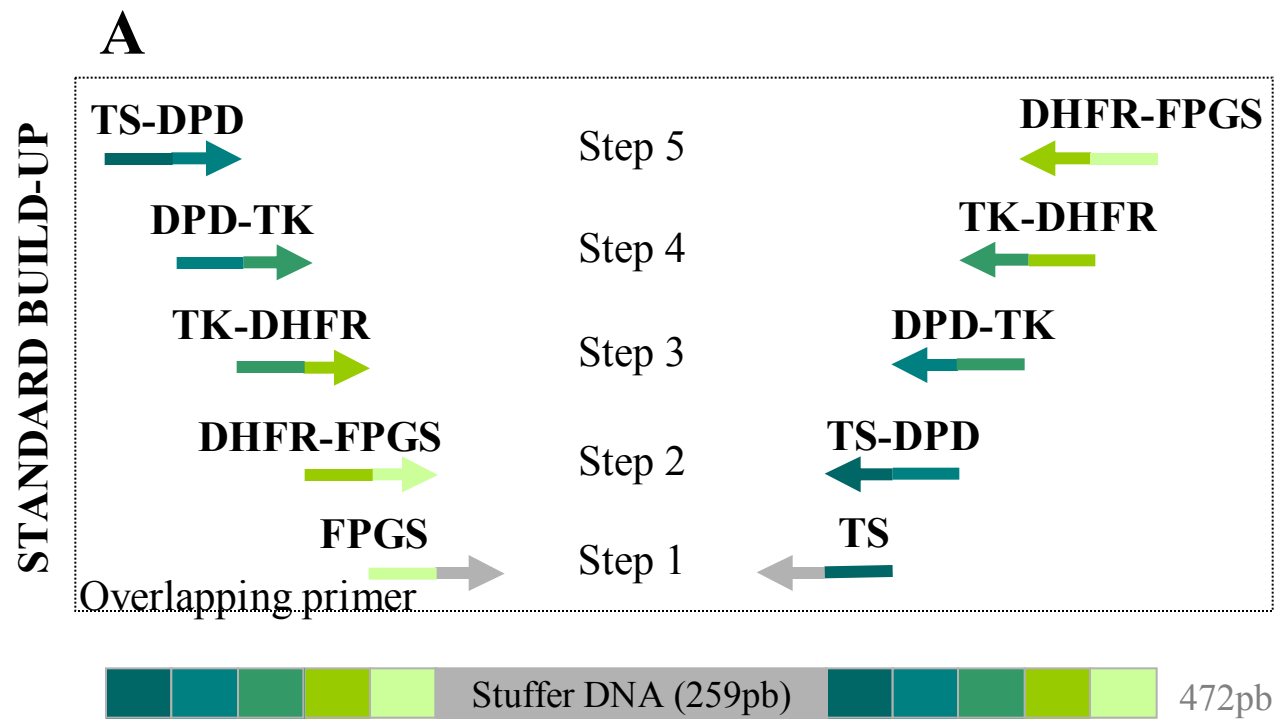 A
STANDARD BUILD-UP
TS-DPD
Step 5
DHFR-FPGS
DPD-TK
Step 4
TK-DHFR
TK-DHFR
Step 3
DPD-TK
DHFR-FPGS
Step 2
TS-DPD
FPGS
Step 1
TS
Overlapping primer
Stuffer DNA (259pb)
472pb